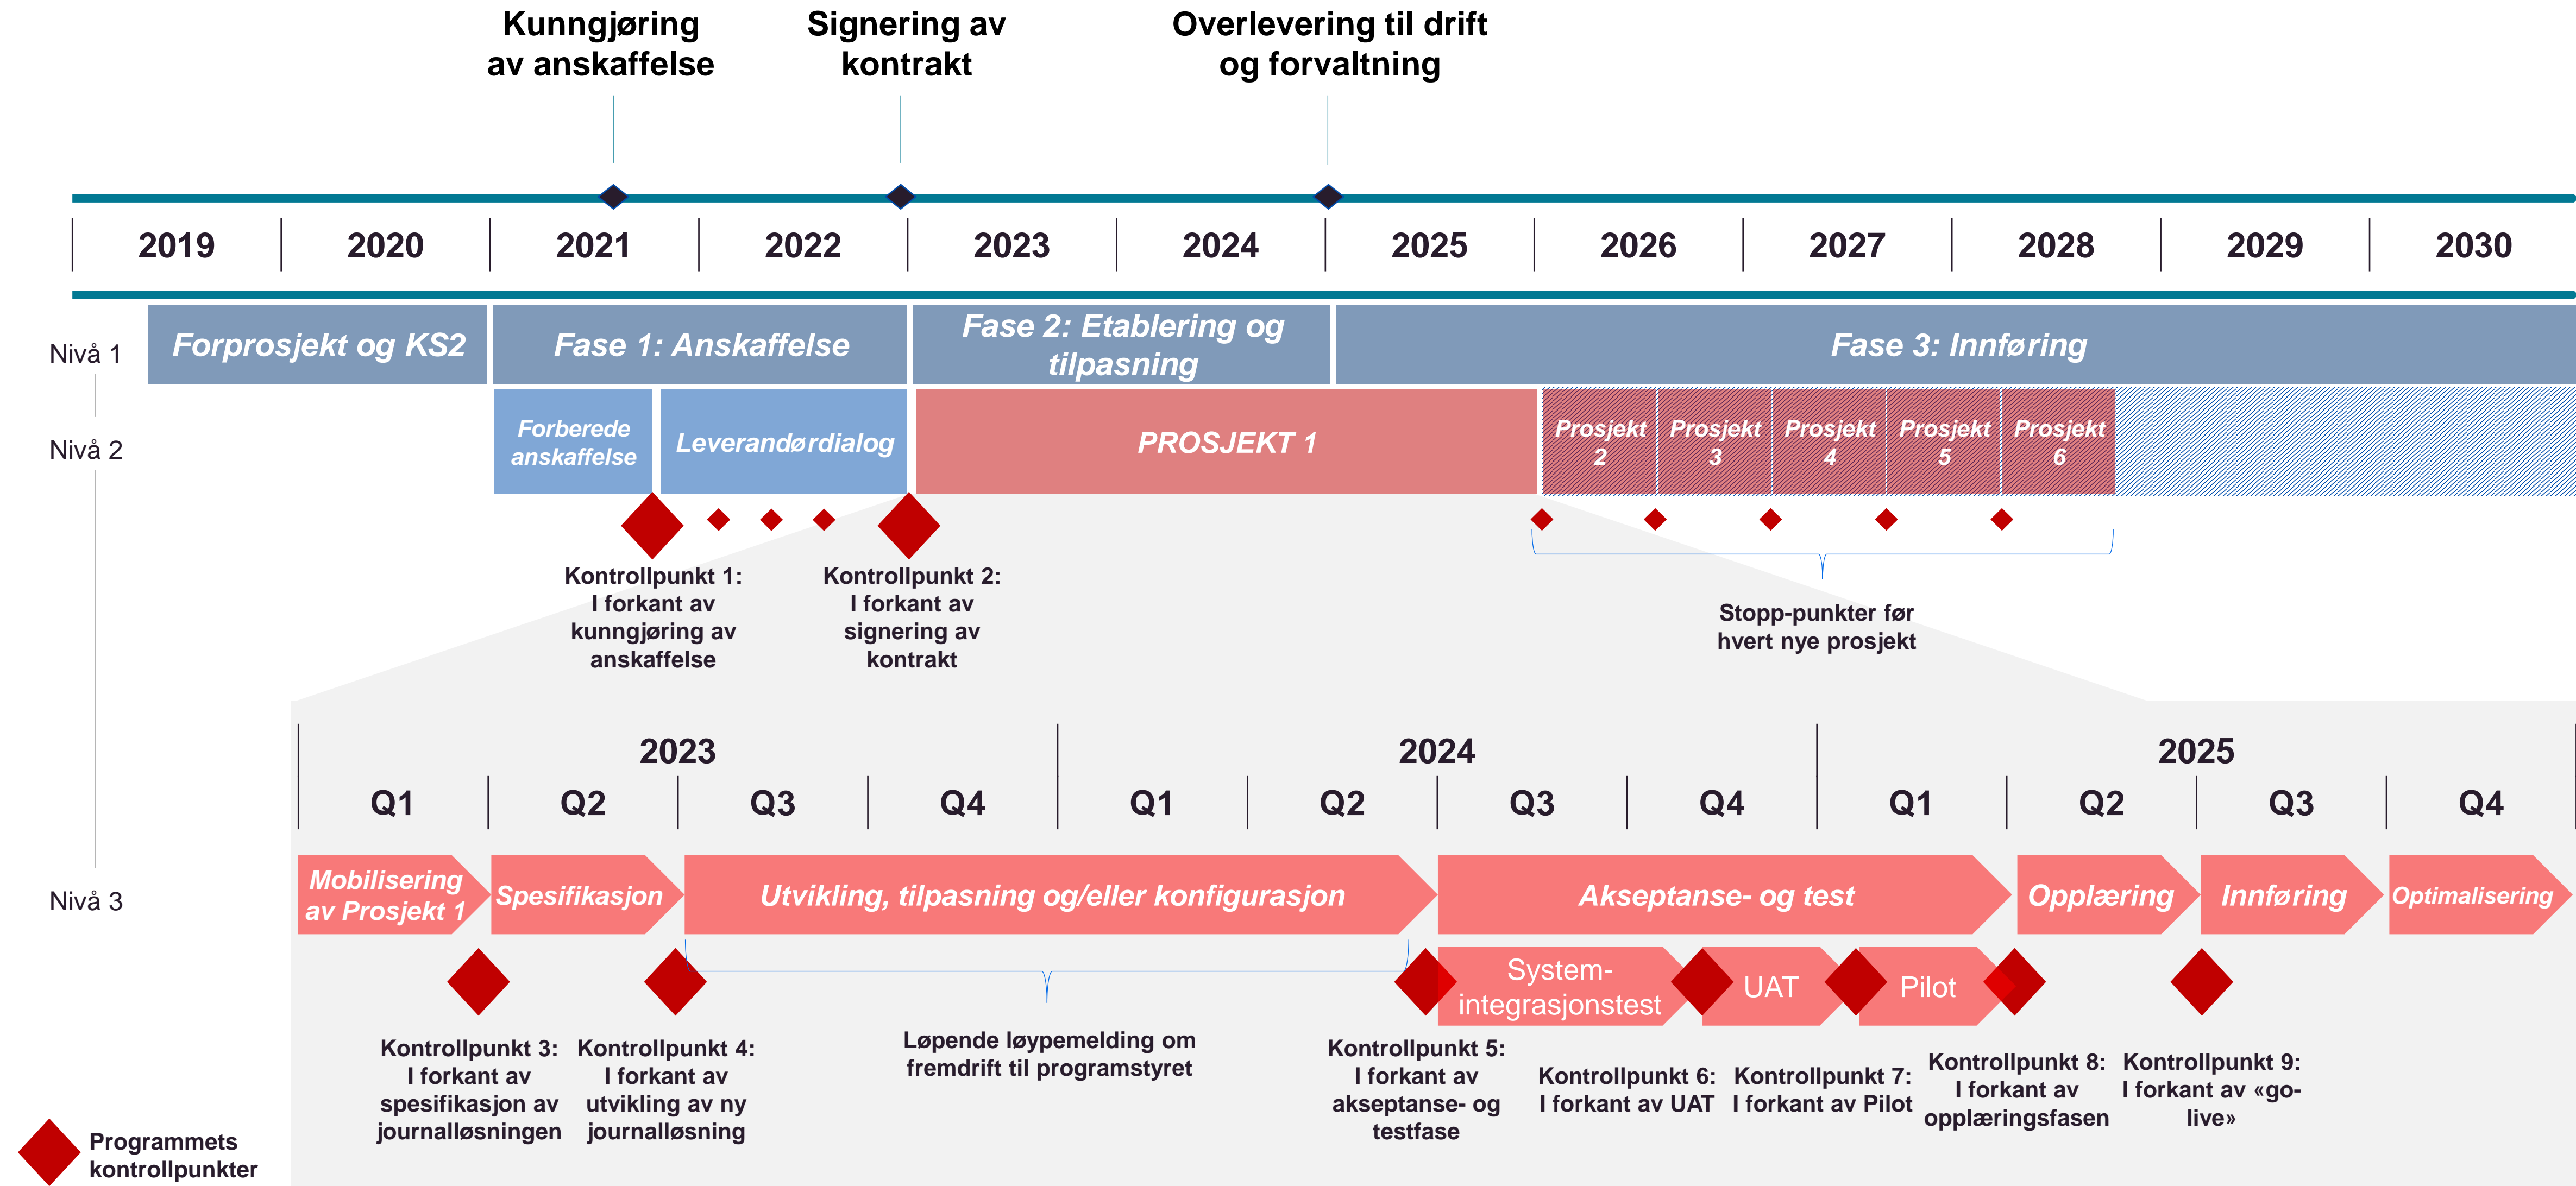 Kunngjøring
av anskaffelse
Signering av
kontrakt
Overlevering til drift
og forvaltning
2019
2020
2021
2022
2023
2024
2025
2026
2027
2028
2029
2030
Nivå 1
Forprosjekt og KS2
Fase 1: Anskaffelse
Fase 2: Etablering og
tilpasning
Fase 3: Innføring
Nivå 2
Forberede
anskaffelse
Leverandørdialog
PROSJEKT 1
Prosjekt
2
Prosjekt
3
Prosjekt
4
Prosjekt
5
Prosjekt
6
Kontrollpunkt 1:
I forkant av
kunngjøring av
anskaffelse
Kontrollpunkt 2:
I forkant av
signering av
kontrakt
Stopp-punkter før
hvert nye prosjekt
2023
2024
2025
Q1
Q2
Q3
Q4
Q1
Q2
Q3
Q4
Q1
Q2
Q3
Q4
Nivå 3
Mobilisering
av Prosjekt 1
Spesifikasjon
Utvikling, tilpasning og/eller konfigurasjon
Akseptanse- og test
Opplæring
Innføring
Optimalisering
System-
integrasjonstest
UAT
Pilot
Kontrollpunkt 3:
I forkant av
spesifikasjon av
journalløsningen
Kontrollpunkt 4:
I forkant av
utvikling av ny
journalløsning
Løpende løypemelding om
fremdrift til programstyret
Kontrollpunkt 5:
I forkant av
akseptanse- og
testfase
Kontrollpunkt 6:
I forkant av UAT
Kontrollpunkt 7:
I forkant av Pilot
Kontrollpunkt 8:
I forkant av
opplæringsfasen
Kontrollpunkt 9:
I forkant av «go-
live»
Programmets
kontrollpunkter